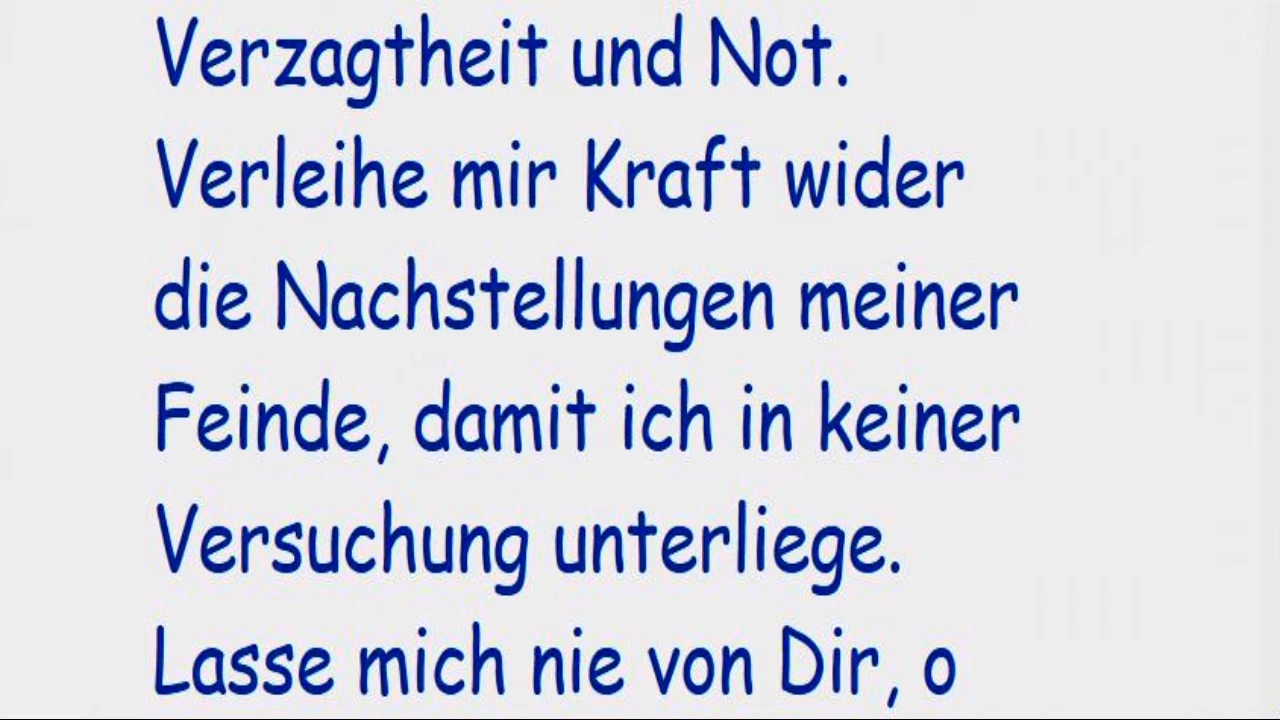 Verzagtheit und Not.
Verleihe mir Kraft wider
die Nachstellungen meiner
Feinde, damit ich in keiner
Versuchung unterliege.
Lasse mich nie von Dir, o